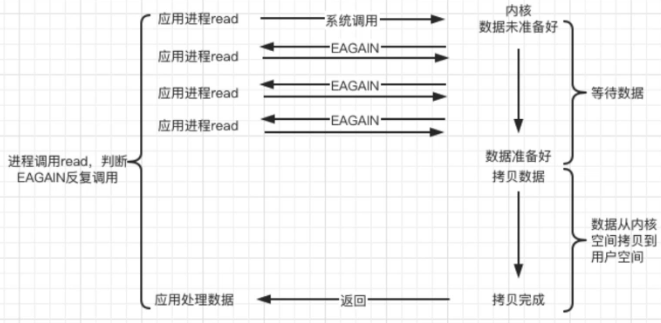 应用进程read
系统调用
内核
数据未准备好
应用进程read
EAGAIN
应用进程read
EAGAIN
等待数据
应用进程read
EAGAIN
进程调用read，判断
EAGAIN反复调用
数据准备好
拷贝数据
数据从内核
空间拷贝到
用户空间
应用处理数据
返回
拷贝完成